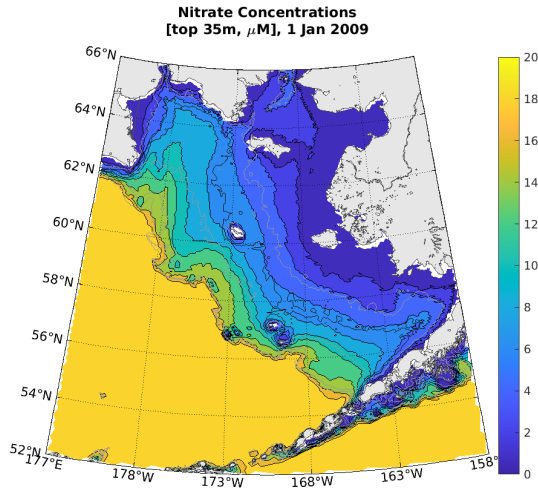 Nitrate Concentrations
[top 35m, μM], 1 Jan 2009
66°N
64°N
62°N
60°N
58°N
56°N
54°N
52°N
177°E
178°W
173°W
168°W
163°W
158°
20
18
16
14
12
10
8
6
4
2
0